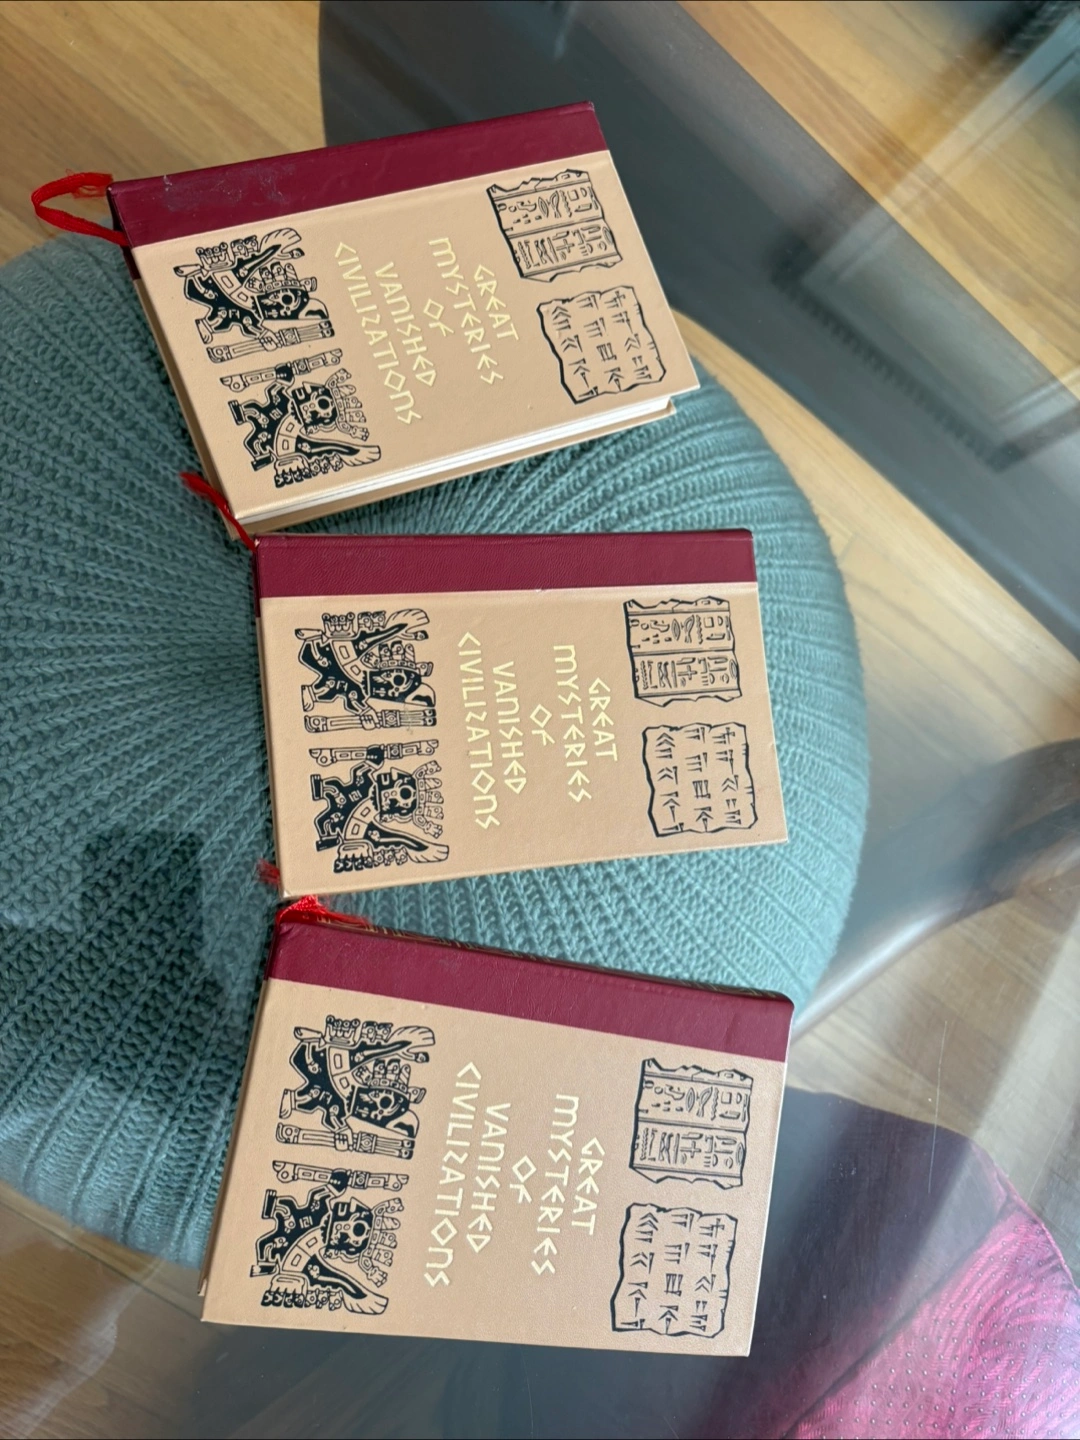 GREAT
MYSTERIES
OF
VANISHED
CIVILIZATIONS
GREAT
MYSTERIES
OF
VANISHED
CIVILIZATIONS
GREAT
MYSTERIES
OF
VANISHED
CIVILIZATIONS